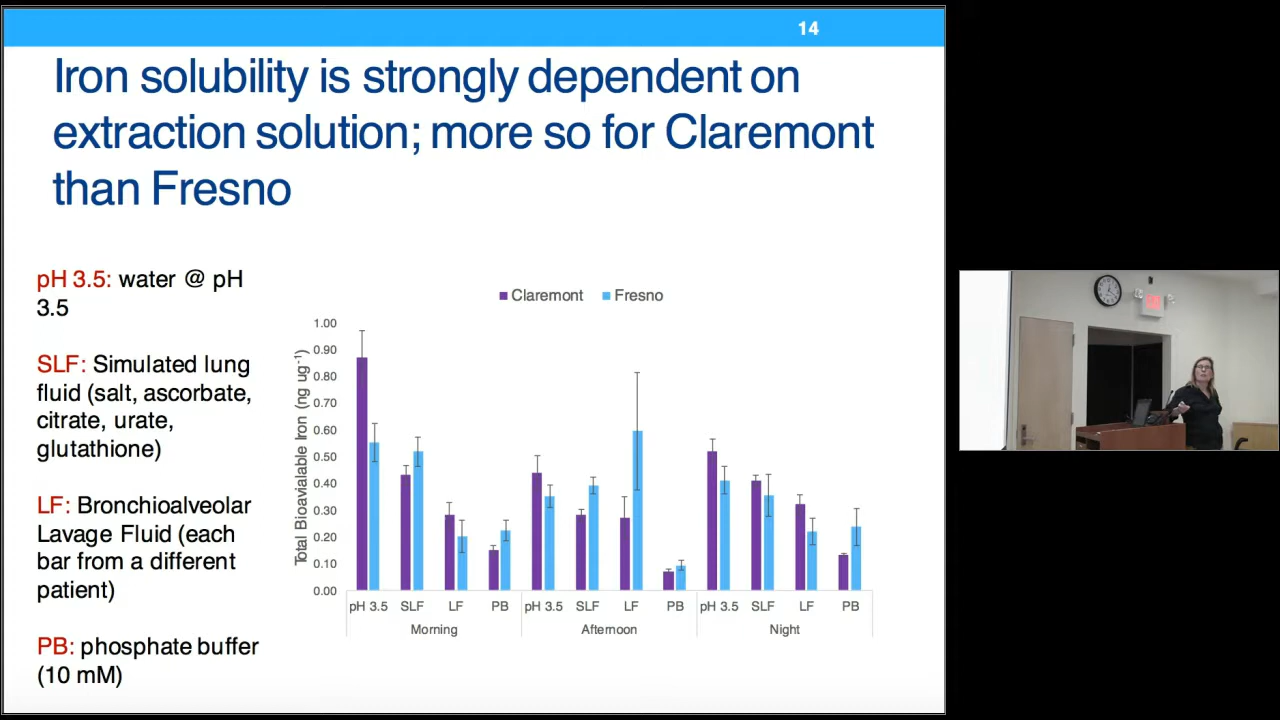 14
Iron solubility is strongly dependent on
extraction solution; more so for Claremont
than Fresno
pH 3.5: water @ pH
3.5
SLF: Simulated lung
fluid (salt, ascorbate,
citrate, urate,
glutathione)
LF: Bronchioalveolar
Lavage Fluid (each
bar from a different
patient)
PB: phosphate buffer
(10 mM)
Claremont Fresno
Total Bioavialable Iron (ng ug-1)
1.00
0.90
0.80
0.70
0.60
0.50
0.40
0.30
0.20
0.10
0.00
pH 3.5 SLF LF PB pH 3.5 SLF LF PB pH 3.5 SLF LF PB
Morning Afternoon Night